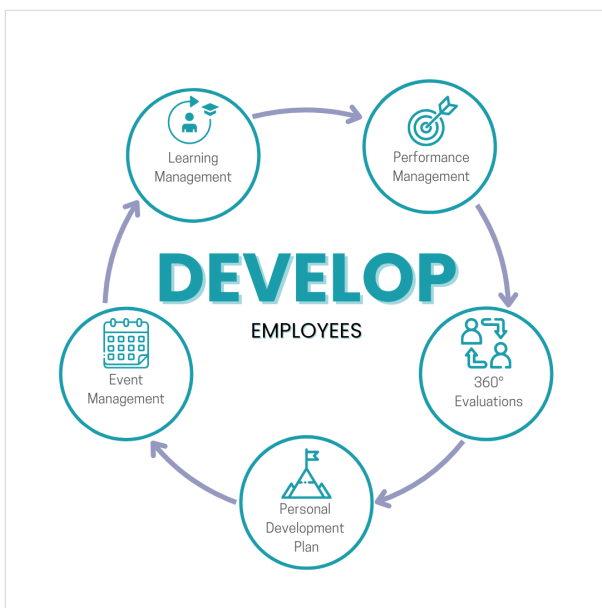 Learning
Management
Performance
Management
DEVELOP
EMPLOYEES
Event
Management
360°
Evaluations
Personal
Development
Plan